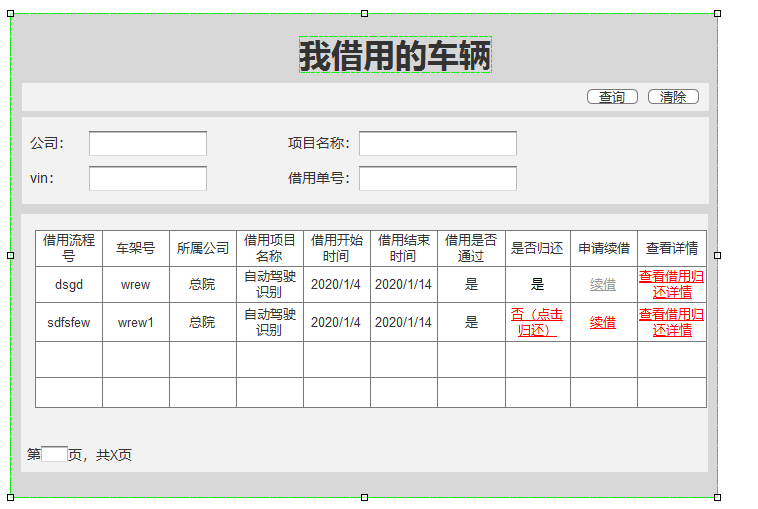 我借用的车辆
查询 清除
公司： 项目名称：
vin： 借用单号：
借用流程号 车架号 所属公司 借用项目名称 借用开始时间 借用结束时间 借用是否通过 是否归还 申请续借 查看详情
dsgd wrew 总院 自动驾驶识别 2020/1/4 2020/1/14 是 是 续借 查看借用归还详情
sdfsfew wrew1 总院 自动驾驶识别 2020/1/4 2020/1/14 是 否（点击归还） 续借 查看借用归还详情
第 页，共X页